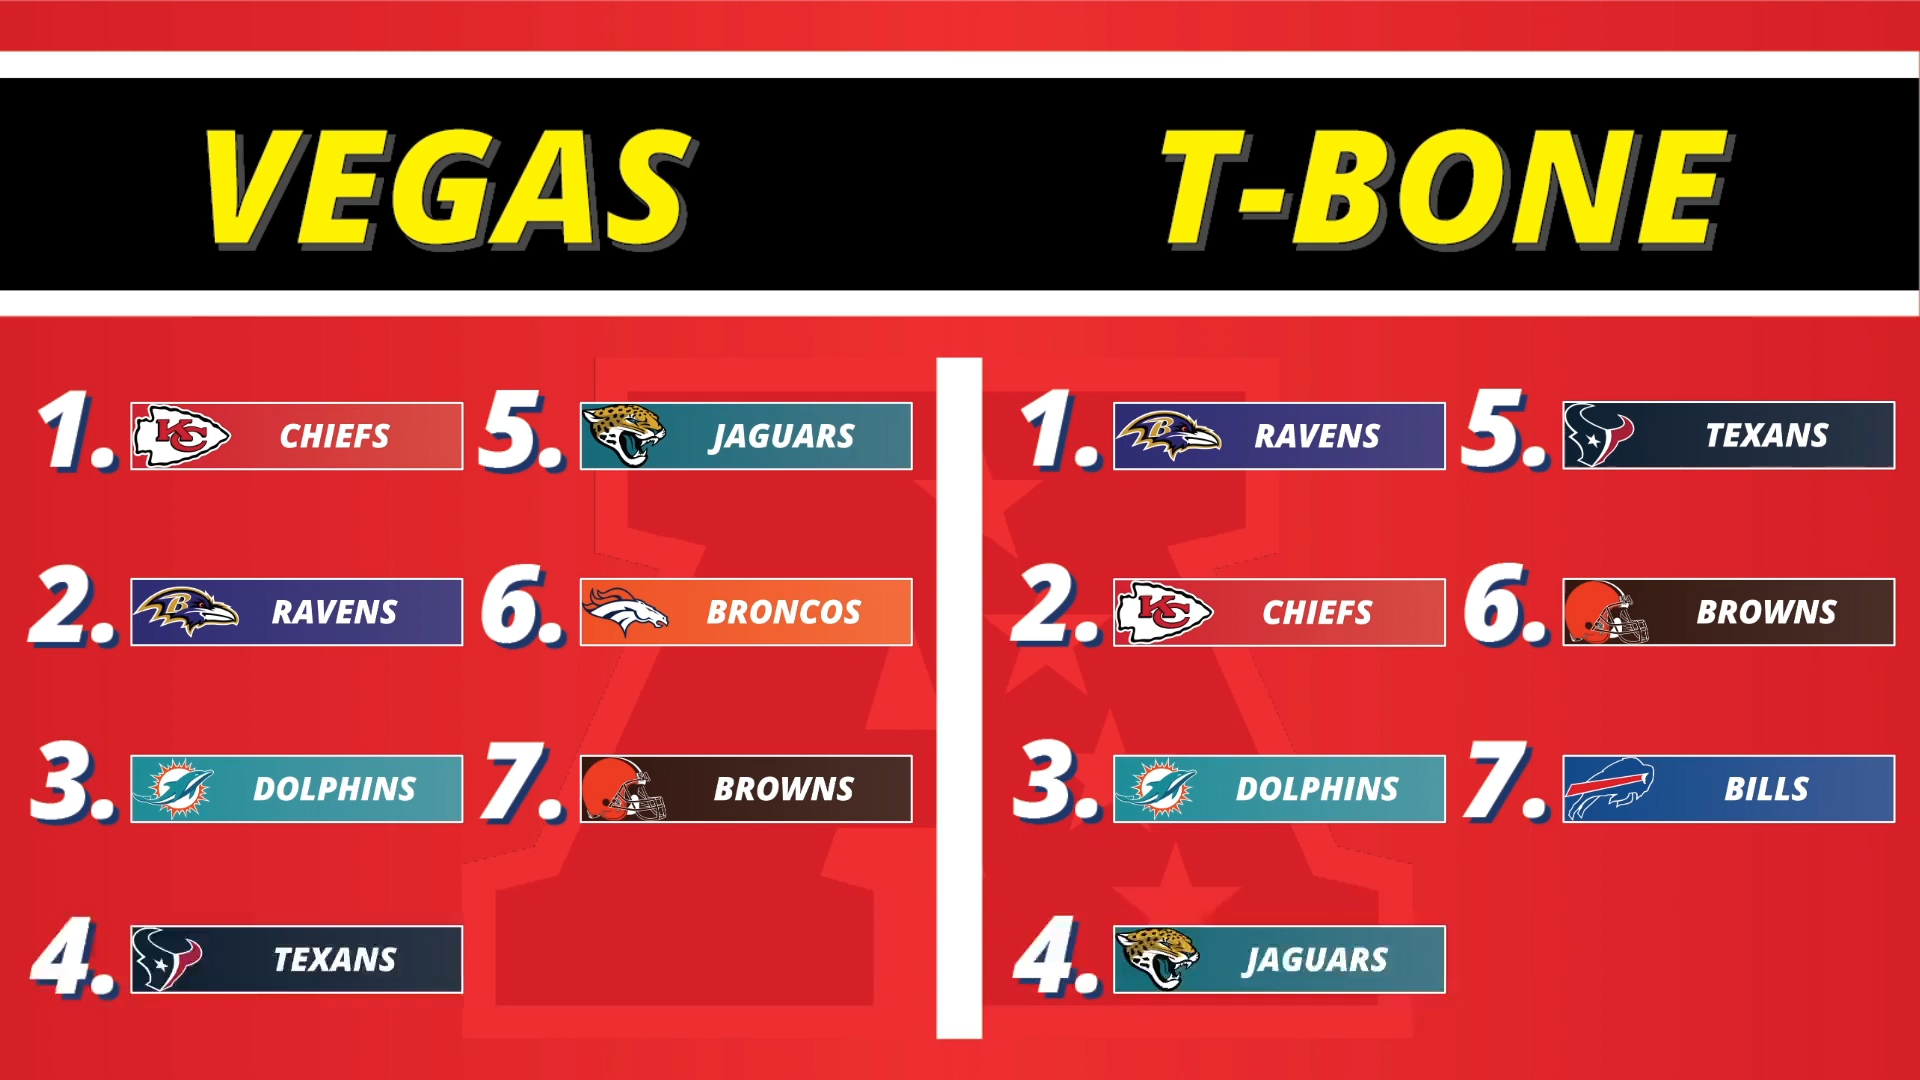 VEGAS
1. CHIEFS
2. RAVENS
3. DOLPHINS
4. TEXANS
5. JAGUARS
6. BRONCOS
7. BROWNS
T-BONE
1. RAVENS
2. CHIEFS
3. DOLPHINS
4. JAGUARS
5. TEXANS
6. BROWNS
7. BILLS